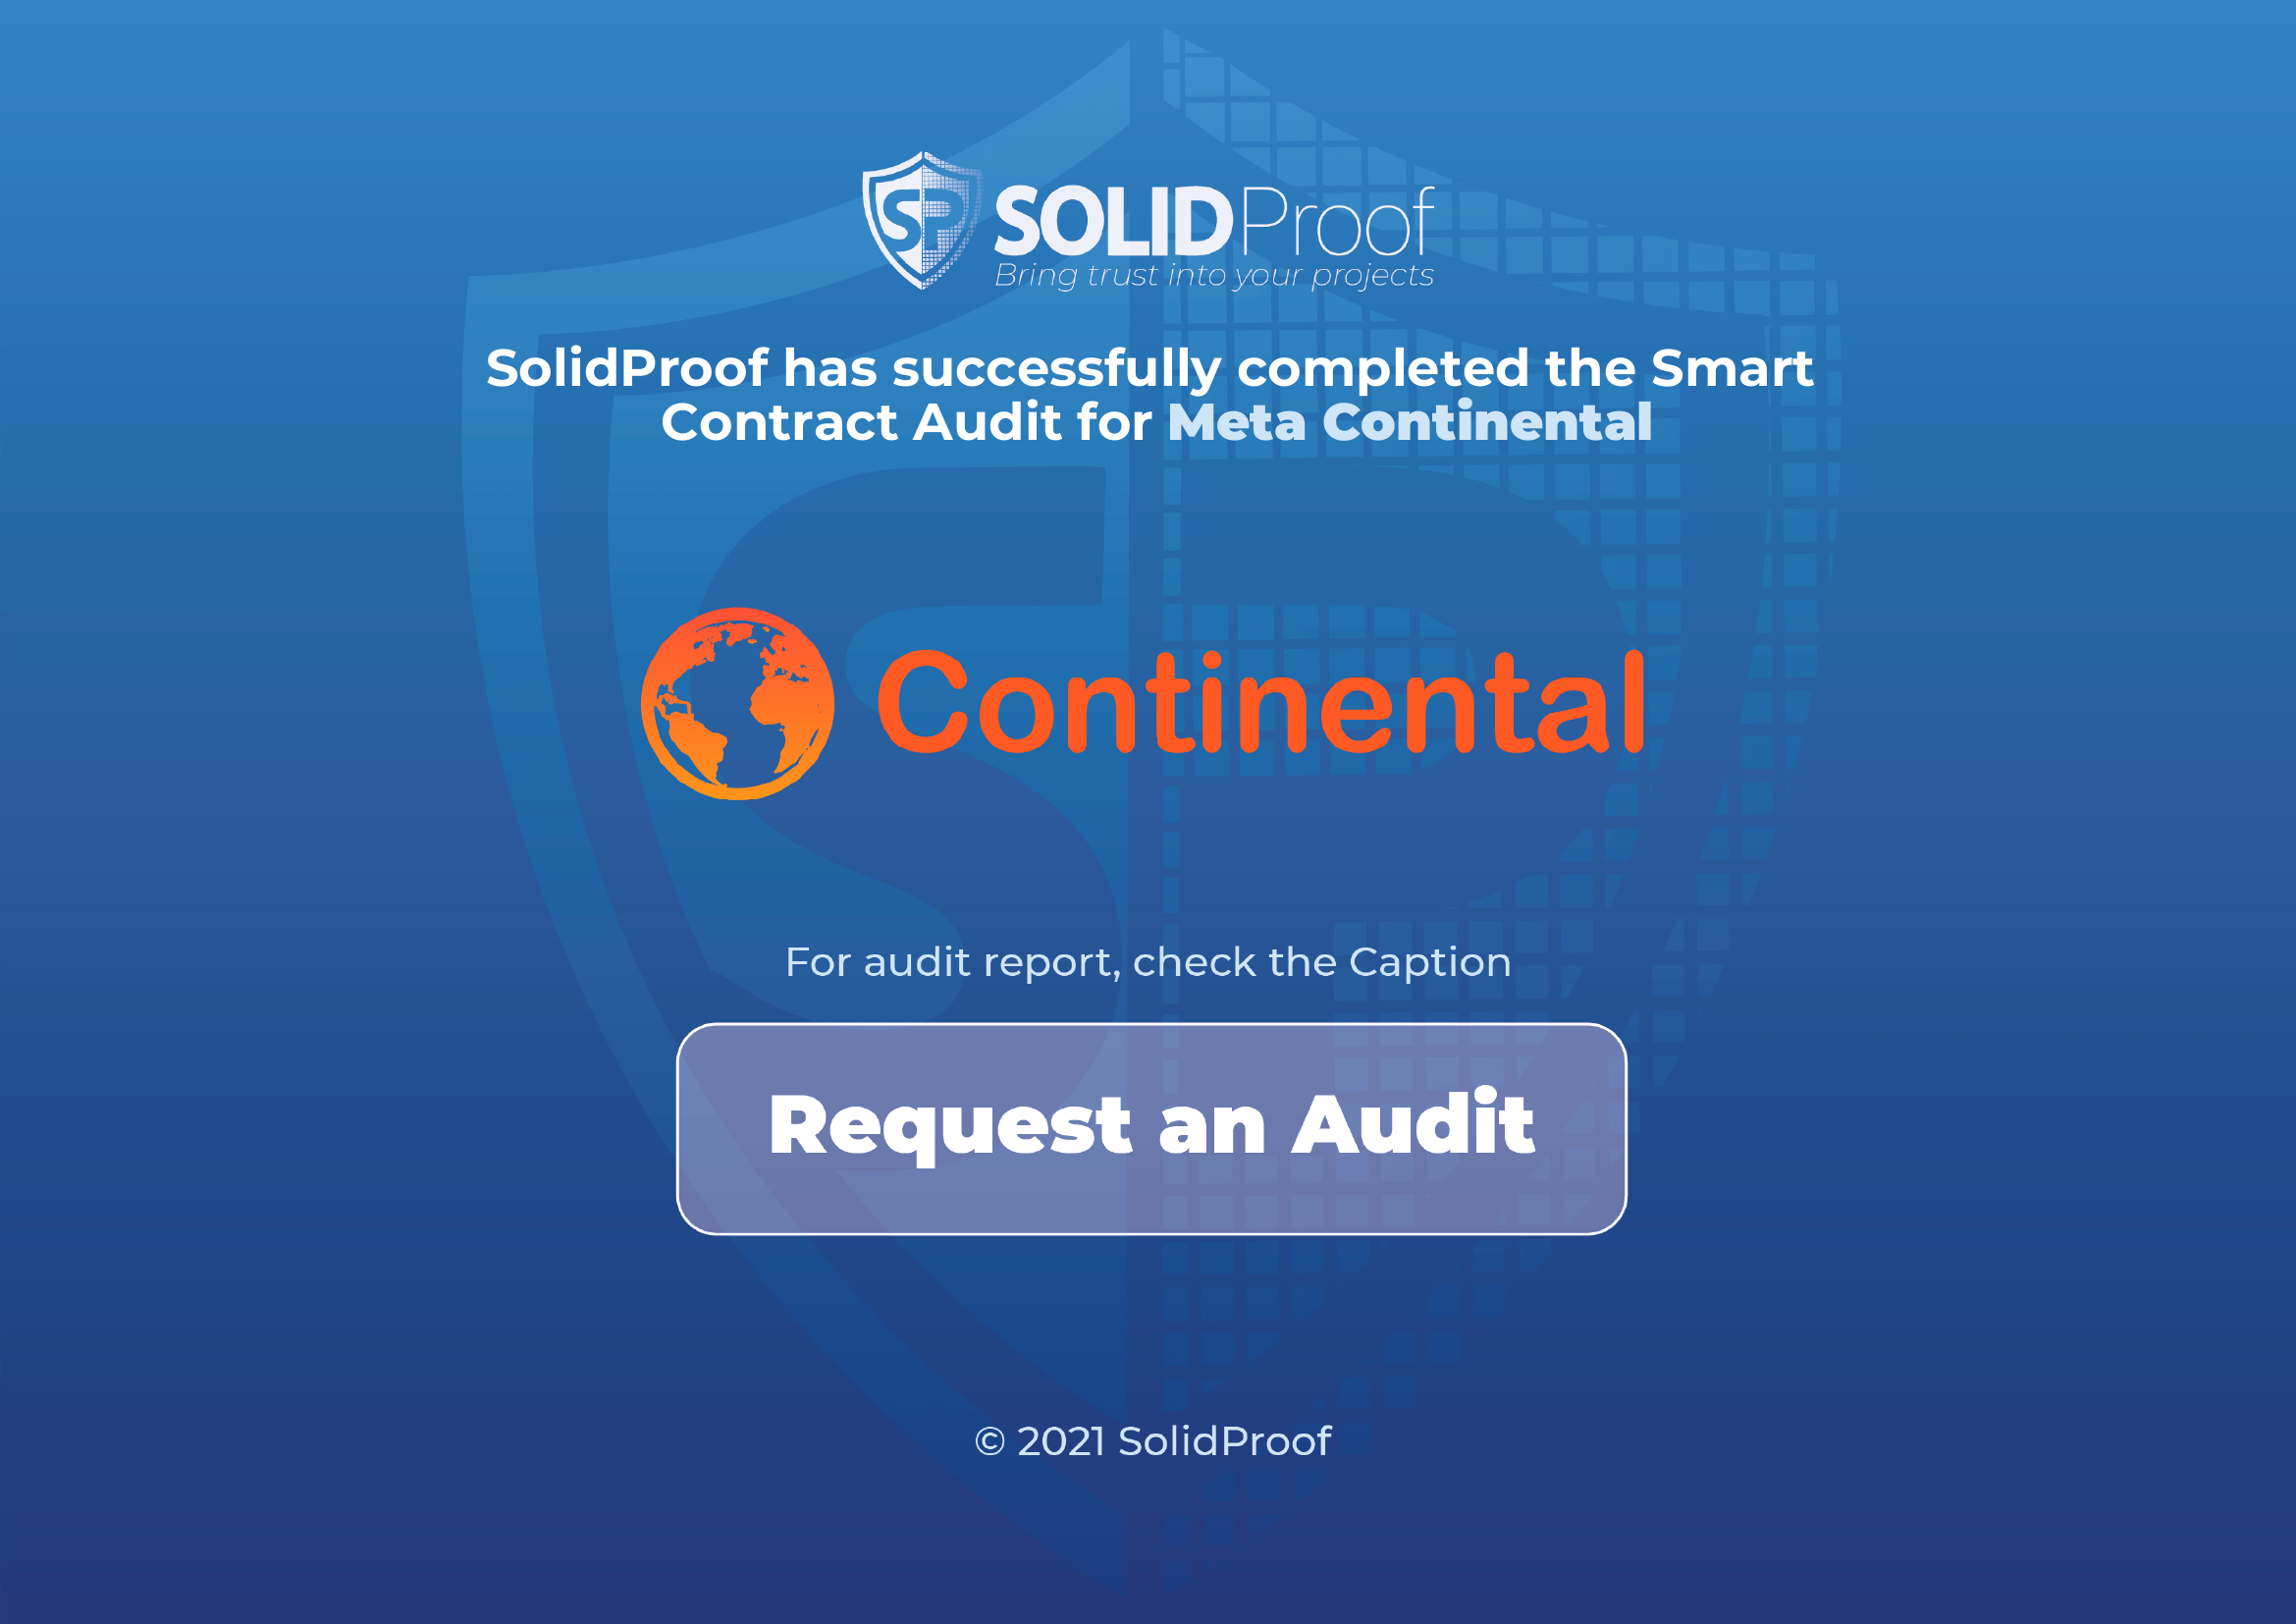 SP SOLIDProof
Bring trust into your projects
SolidProof has successfully completed the Smart
Contract Audit for Meta Continental
Continental
For audit report, check the Caption
Request an Audit
© 2021 SolidProof